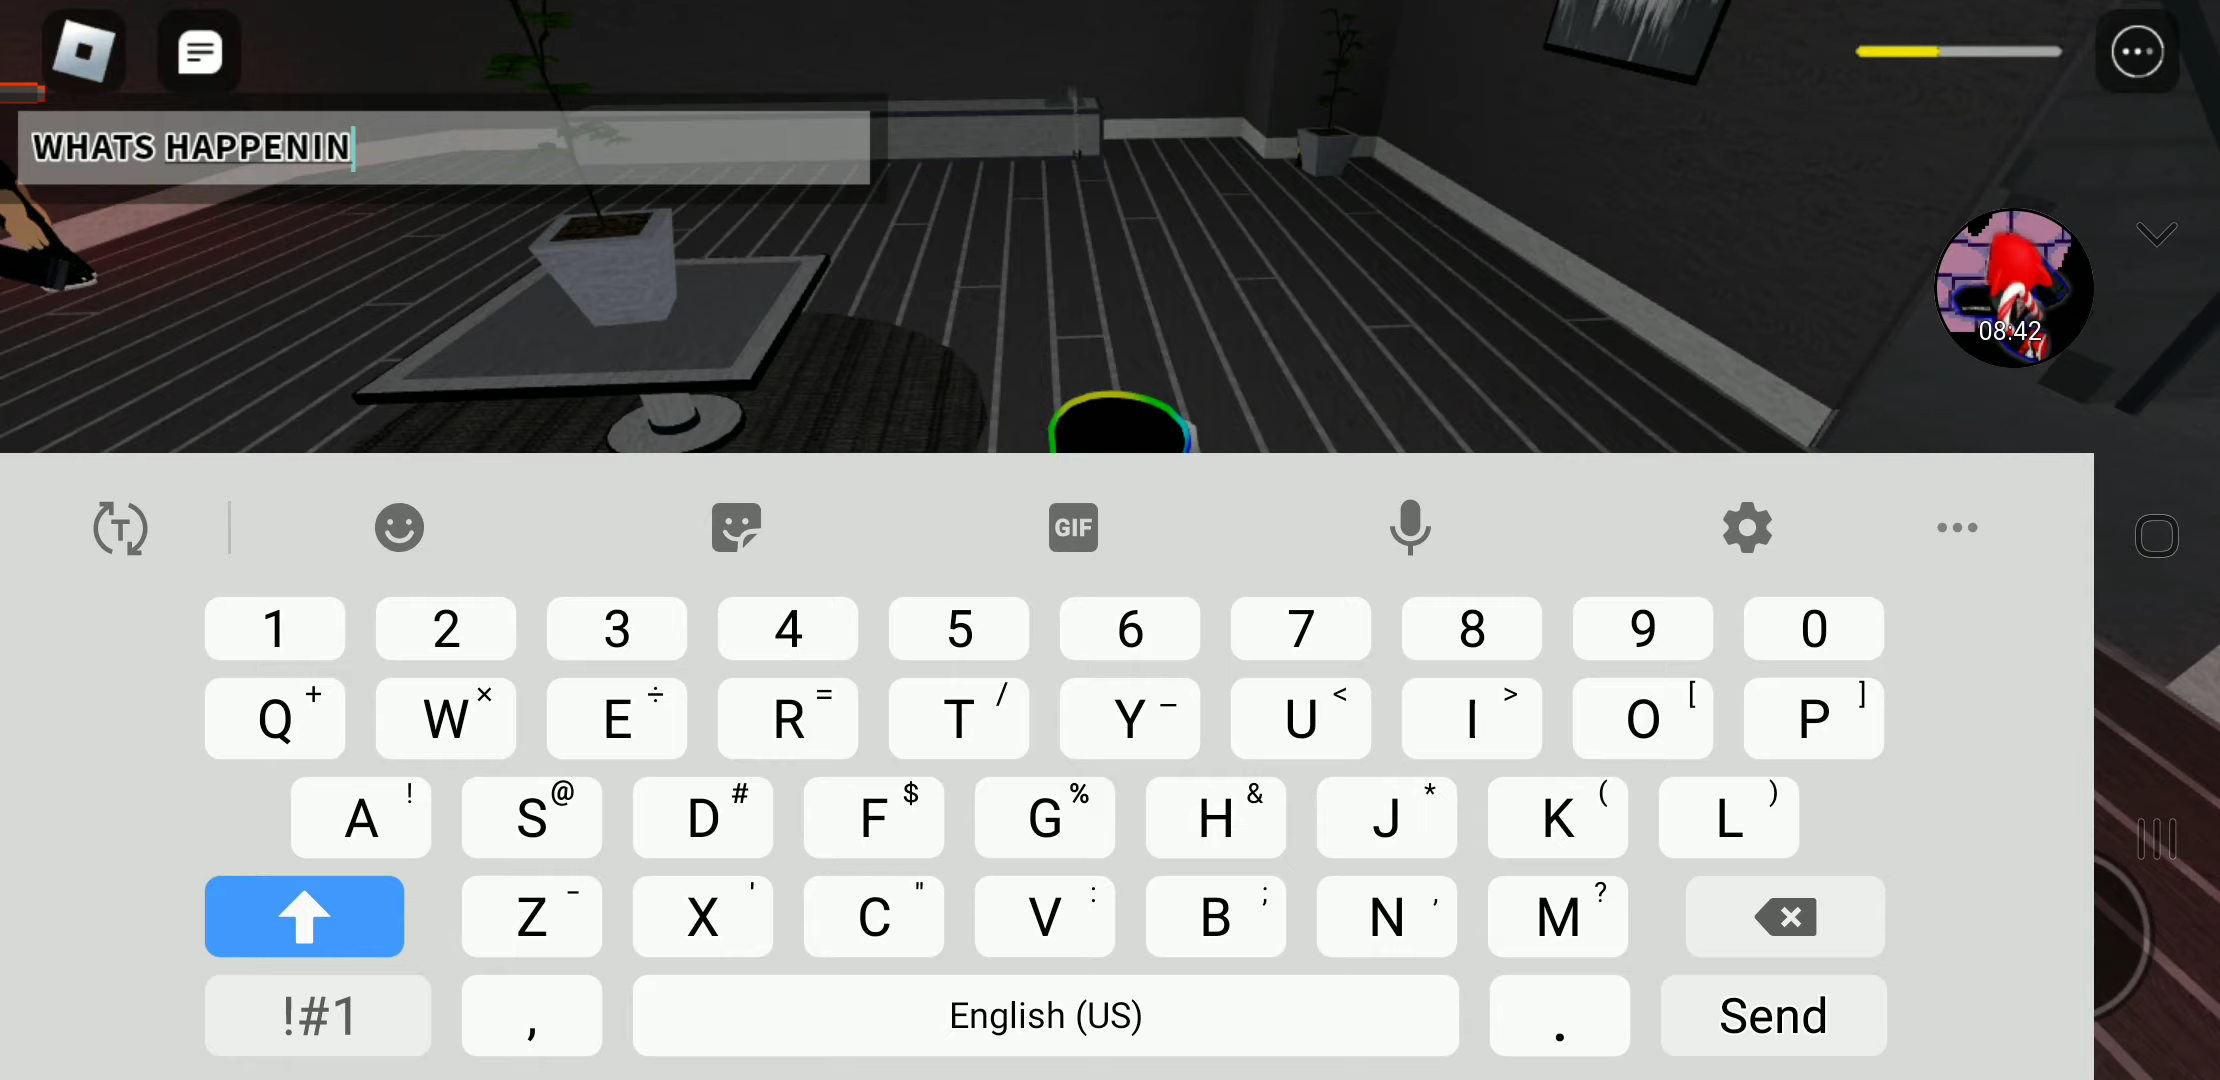 WHATS HAPPENIN
08:42
T
GIF
1 2 3 4 5 6 7 8 9 0
Q + W × E ÷ R = T / Y _ U < I > O [ P ]
A ! S @ D # F $ G % H & J * K ( L )
Z - X ' C " V : B ; N , M ?
!#1 , English (US) . Send